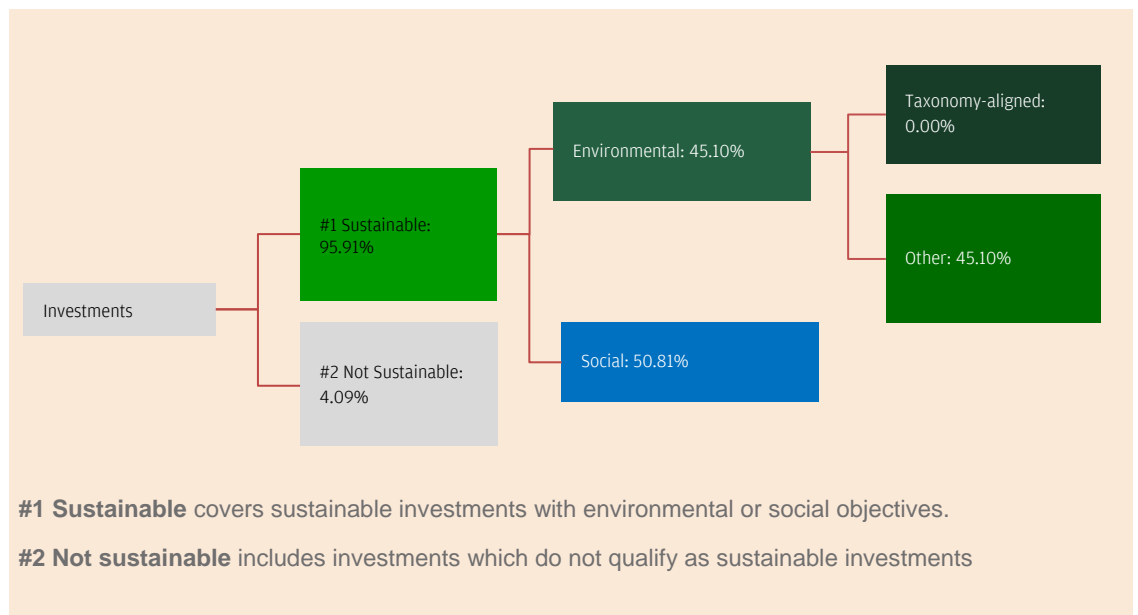 Investments
#1 Sustainable:
95.91%
#2 Not Sustainable:
4.09%
Environmental: 45.10%
Social: 50.81%
Taxonomy-aligned:
0.00%
Other: 45.10%
#1 Sustainable covers sustainable investments with environmental or social objectives.
#2 Not sustainable includes investments which do not qualify as sustainable investments